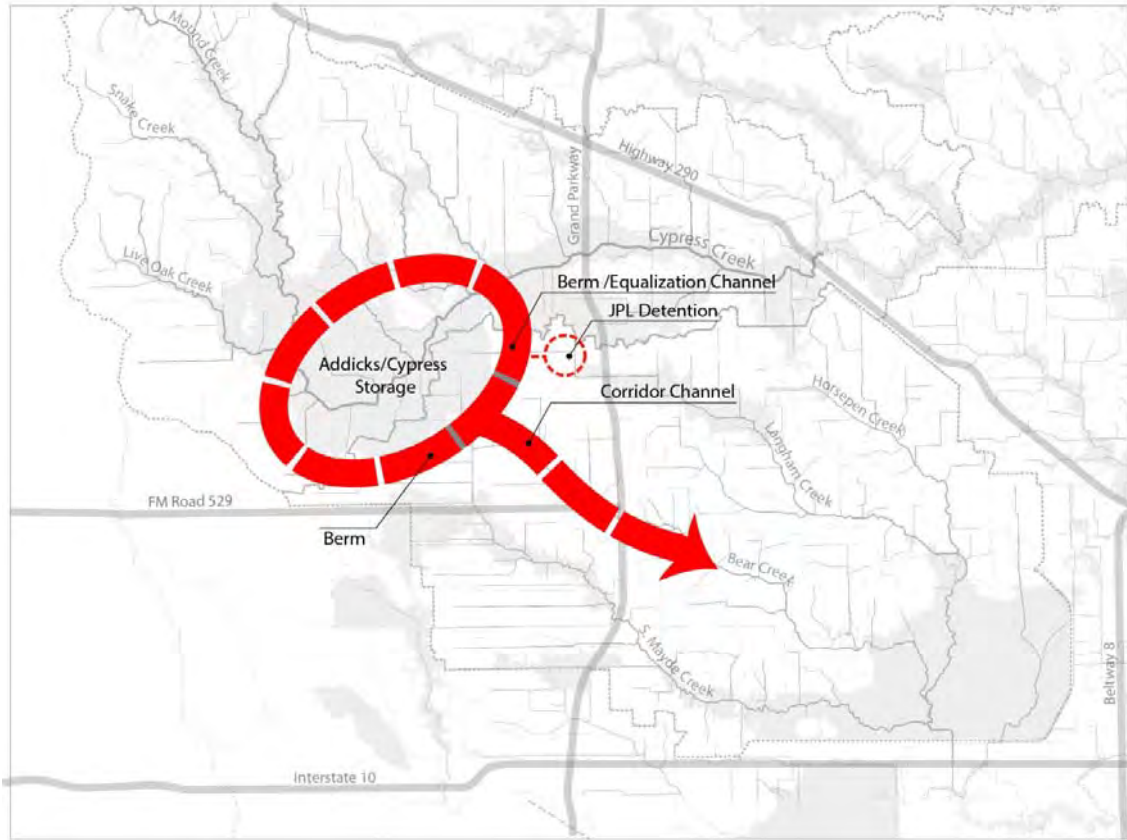 Mound Creek
Snake Creek
Highway 290
Grand Parkway
Cypress Creek
Live Oak Creek
Berm /Equalization Channel
JPL Detention
Addicks/Cypress
Storage
Corridor Channel
Horsepen Creek
Langham Creek
FM Road 529
Berm
Bear Creek
S. Mayde Creek
Beltway 8
Interstate 10